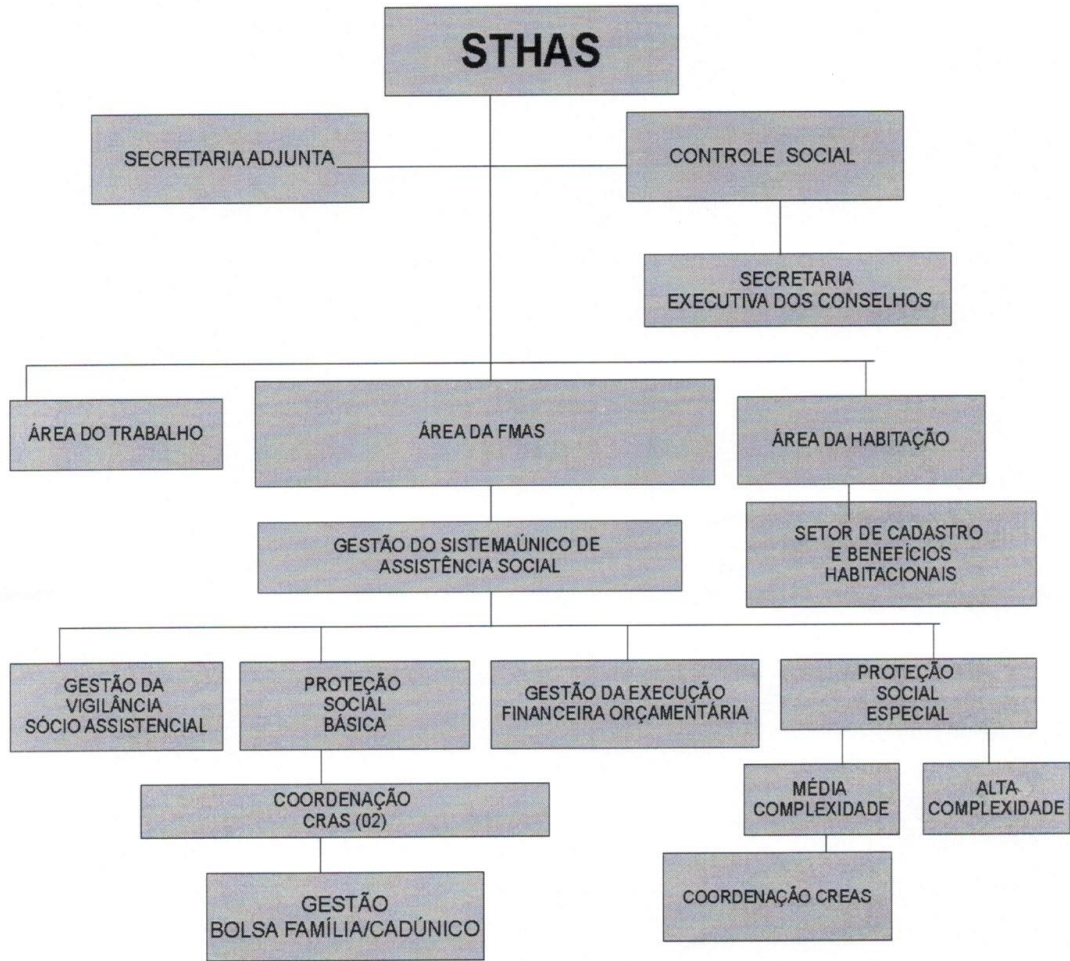 STHAS
SECRETARIA ADJUNTA
CONTROLE SOCIAL
SECRETARIA
EXECUTIVA DOS CONSELHOS
ÁREA DO TRABALHO
ÁREA DA FMAS
ÁREA DA HABITAÇÃO
GESTÃO DO SISTEMAÚNICO DE
ASSISTÊNCIA SOCIAL
SETOR DE CADASTRO
E BENEFÍCIOS
HABITACIONAIS
GESTÃO DA
VIGILÂNCIA
SÓCIO ASSISTENCIAL
PROTEÇÃO
SOCIAL
BÁSICA
GESTÃO DA EXECUÇÃO
FINANCEIRA ORÇAMENTÁRIA
PROTEÇÃO
SOCIAL
ESPECIAL
COORDENAÇÃO
CRAS (02)
MÉDIA
COMPLEXIDADE
ALTA
COMPLEXIDADE
GESTÃO
BOLSA FAMÍLIA/CADÚNICO
COORDENAÇÃO CREAS